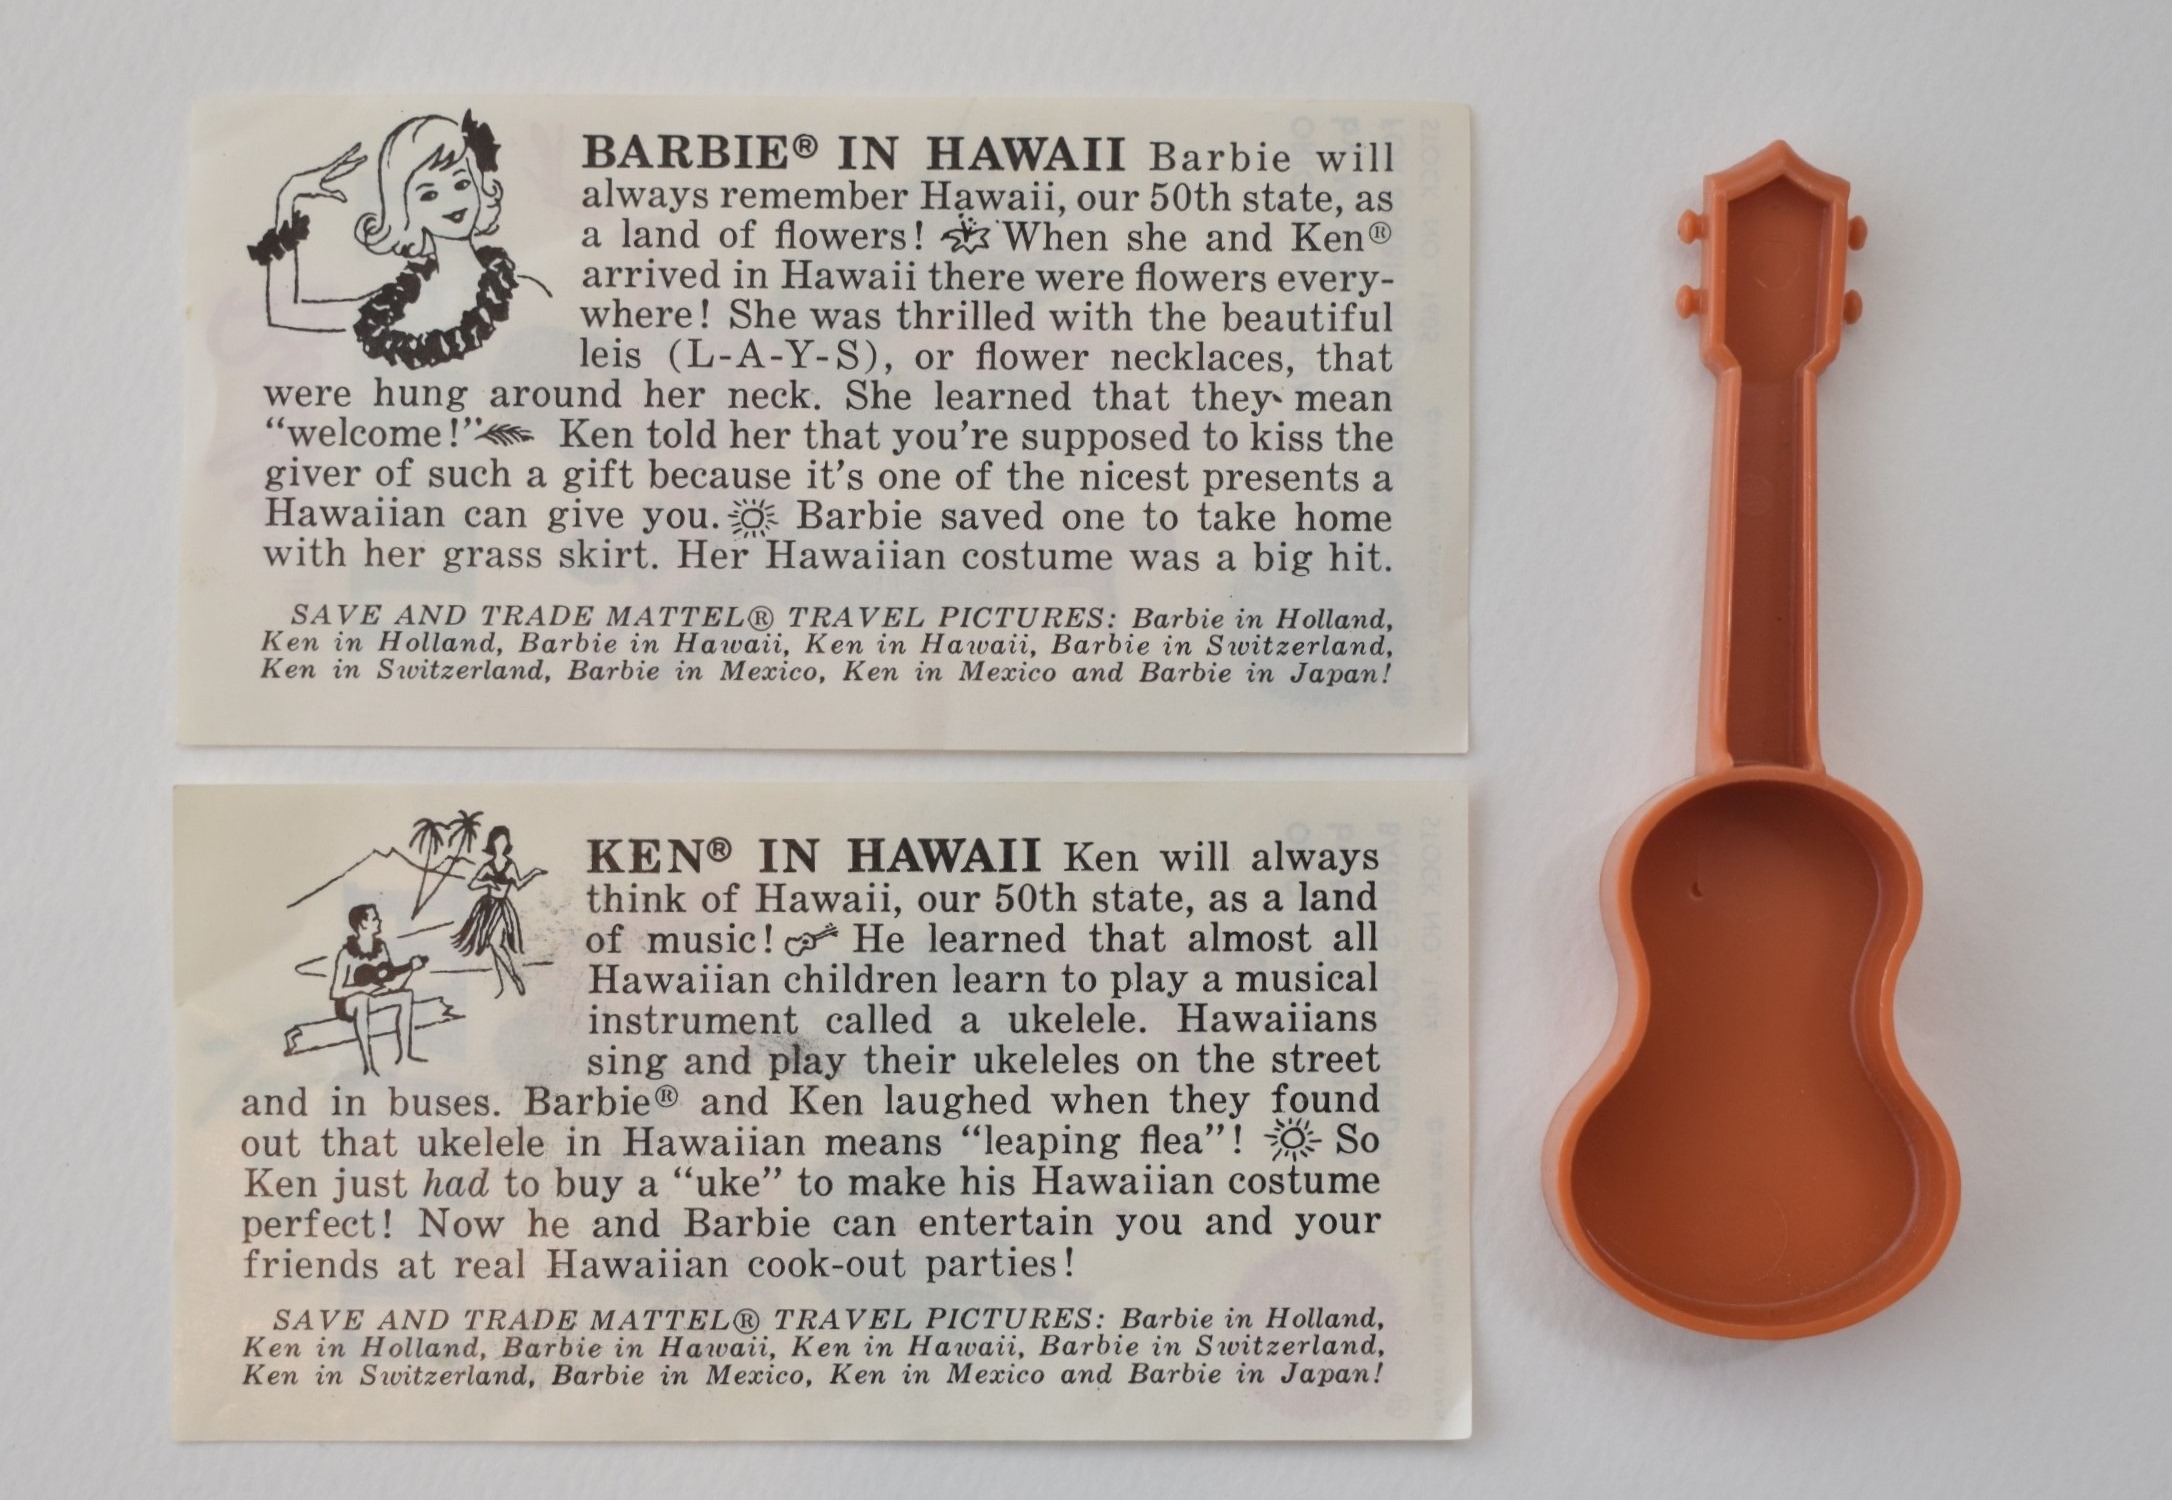 BARBIE® IN HAWAII Barbie will
always remember Hawaii, our 50th state, as
a land of flowers! When she and Ken®
arrived in Hawaii there were flowers every-
where! She was thrilled with the beautiful
leis (L-A-Y-S), or flower necklaces, that
were hung around her neck. She learned that they mean
“welcome!” Ken told her that you’re supposed to kiss the
giver of such a gift because it’s one of the nicest presents a
Hawaiian can give you. Barbie saved one to take home
with her grass skirt. Her Hawaiian costume was a big hit.
SAVE AND TRADE MATTEL® TRAVEL PICTURES: Barbie in Holland,
Ken in Holland, Barbie in Hawaii, Ken in Hawaii, Barbie in Switzerland,
Ken in Switzerland, Barbie in Mexico, Ken in Mexico and Barbie in Japan!
KEN® IN HAWAII Ken will always
think of Hawaii, our 50th state, as a land
of music! He learned that almost all
Hawaiian children learn to play a musical
instrument called a ukelele. Hawaiians
sing and play their ukeleles on the street
and in buses. Barbie® and Ken laughed when they found
out that ukelele in Hawaiian means “leaping flea”! So
Ken just had to buy a “uke” to make his Hawaiian costume
perfect! Now he and Barbie can entertain you and your
friends at real Hawaiian cook-out parties!
SAVE AND TRADE MATTEL® TRAVEL PICTURES: Barbie in Holland,
Ken in Holland, Barbie in Hawaii, Ken in Hawaii, Barbie in Switzerland,
Ken in Switzerland, Barbie in Mexico, Ken in Mexico and Barbie in Japan!